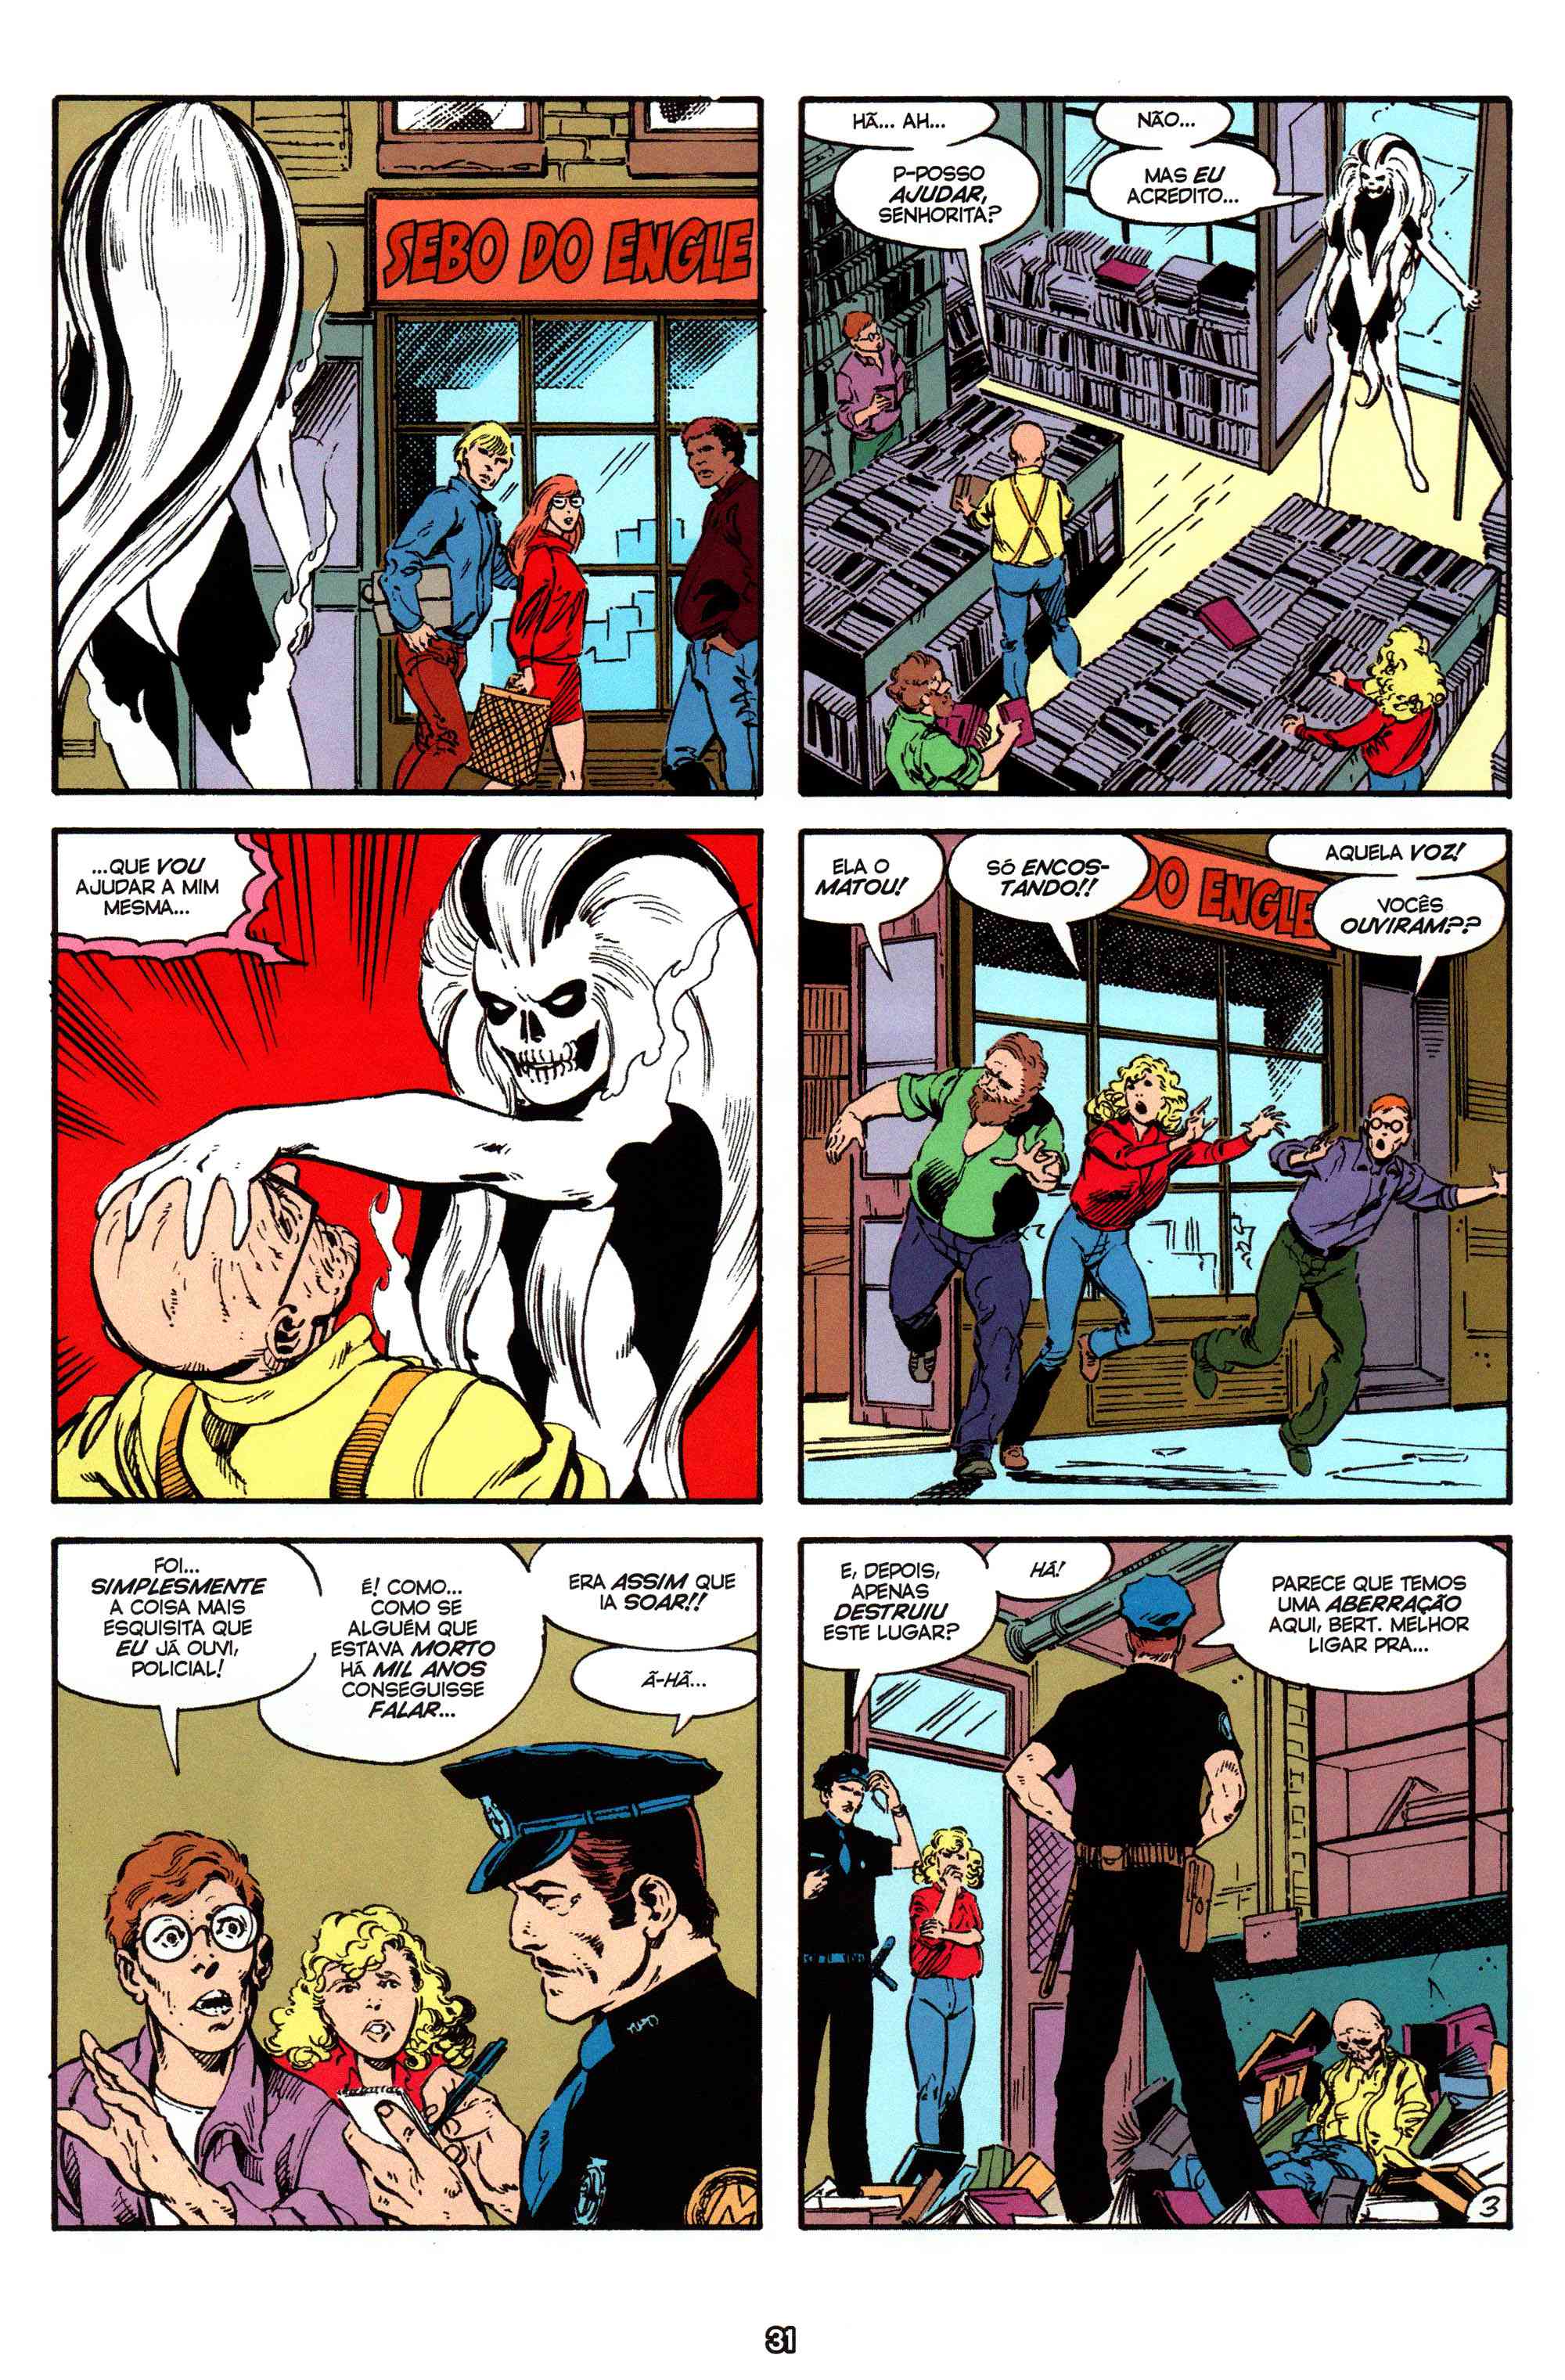 SEBO DO ENGLE
HÃ... AH...
P-POSSO
AJUDAR,
SENHORITA?
NÃO...
MAS EU
ACREDITO...
...QUE VOU
AJUDAR A MIM
MESMA...
ELA O
MATOU!
SÓ ENCOS-
TANDO!!
DO ENGLE
AQUELA VOZ!
VOCÊS
OUVIRAM??
FOI...
SIMPLESMENTE
A COISA MAIS
ESQUISITA QUE
EU JÁ OUVI,
POLICIAL!
É! COMO...
COMO SE
ALGUÉM QUE
ESTAVA MORTO
HÁ MIL ANOS
CONSEGUISSE
FALAR...
ERA ASSIM QUE
IA SOAR!!
Ã-HÃ...
E, DEPOIS,
APENAS
DESTRUIU
ESTE LUGAR?
HÁ!
PARECE QUE TEMOS
UMA ABERRAÇÃO
AQUI, BERT. MELHOR
LIGAR PRA...
3
31